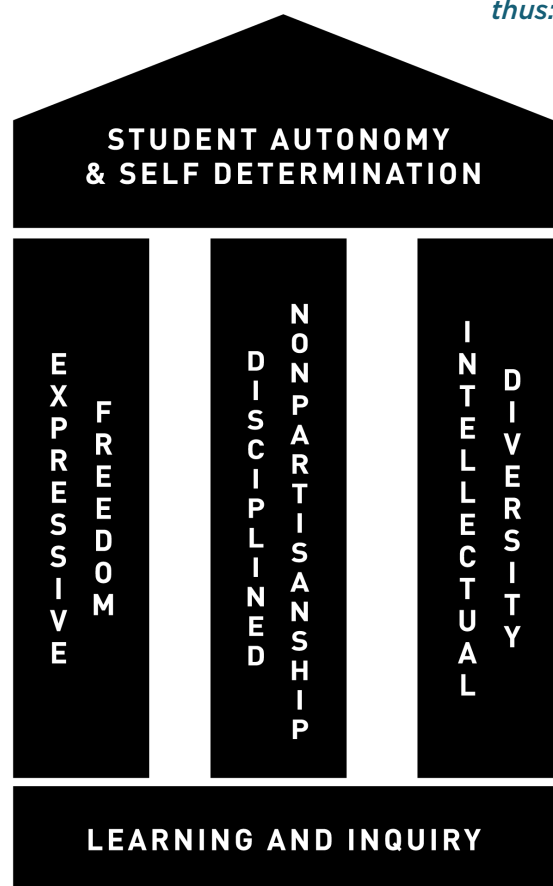 thus:
STUDENT AUTONOMY
& SELF DETERMINATION
EXPRESSIVE
FREEDOM
DISCIPLINED
NONPARTISANSHIP
INTELLECTUAL
DIVERSITY
LEARNING AND INQUIRY